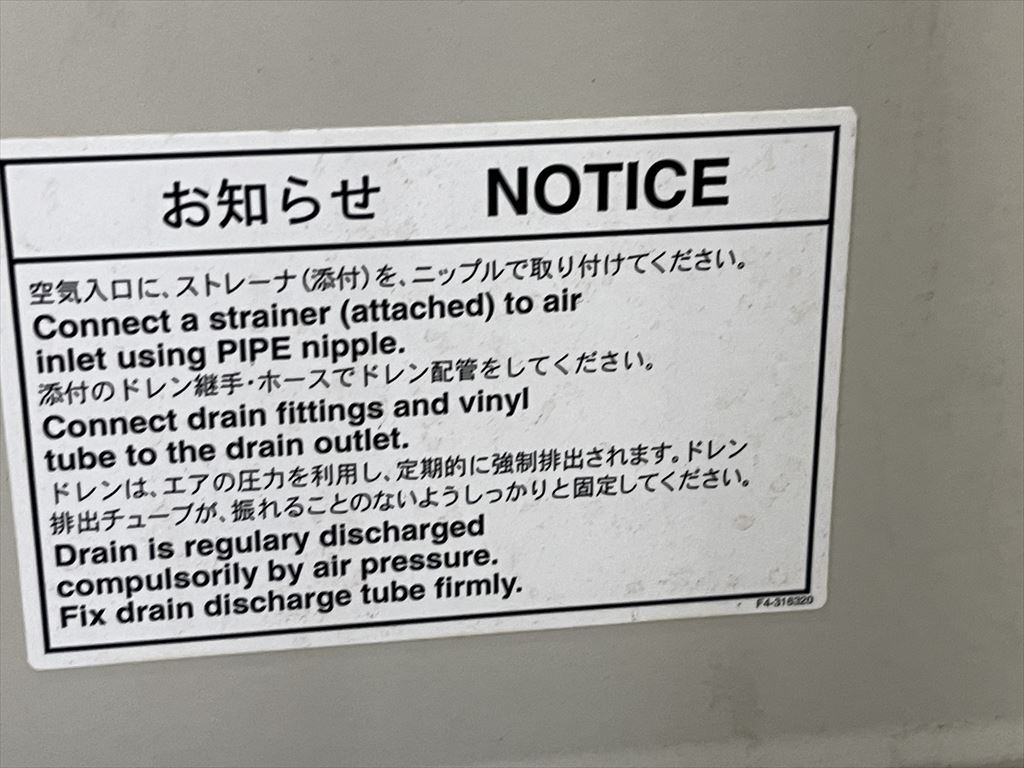 お知らせ NOTICE
空気入口に、ストレーナ(添付)を、ニップルで取り付けてください。
Connect a strainer (attached) to air
inlet using PIPE nipple.
添付のドレン継手・ホースでドレン配管をしてください。
Connect drain fittings and vinyl
tube to the drain outlet.
ドレンは、エアの圧力を利用し、定期的に強制排出されます。ドレン
排出チューブが、振れることのないようしっかりと固定してください。
Drain is regulary discharged
compulsorily by air pressure.
Fix drain discharge tube firmly.
F4-316320